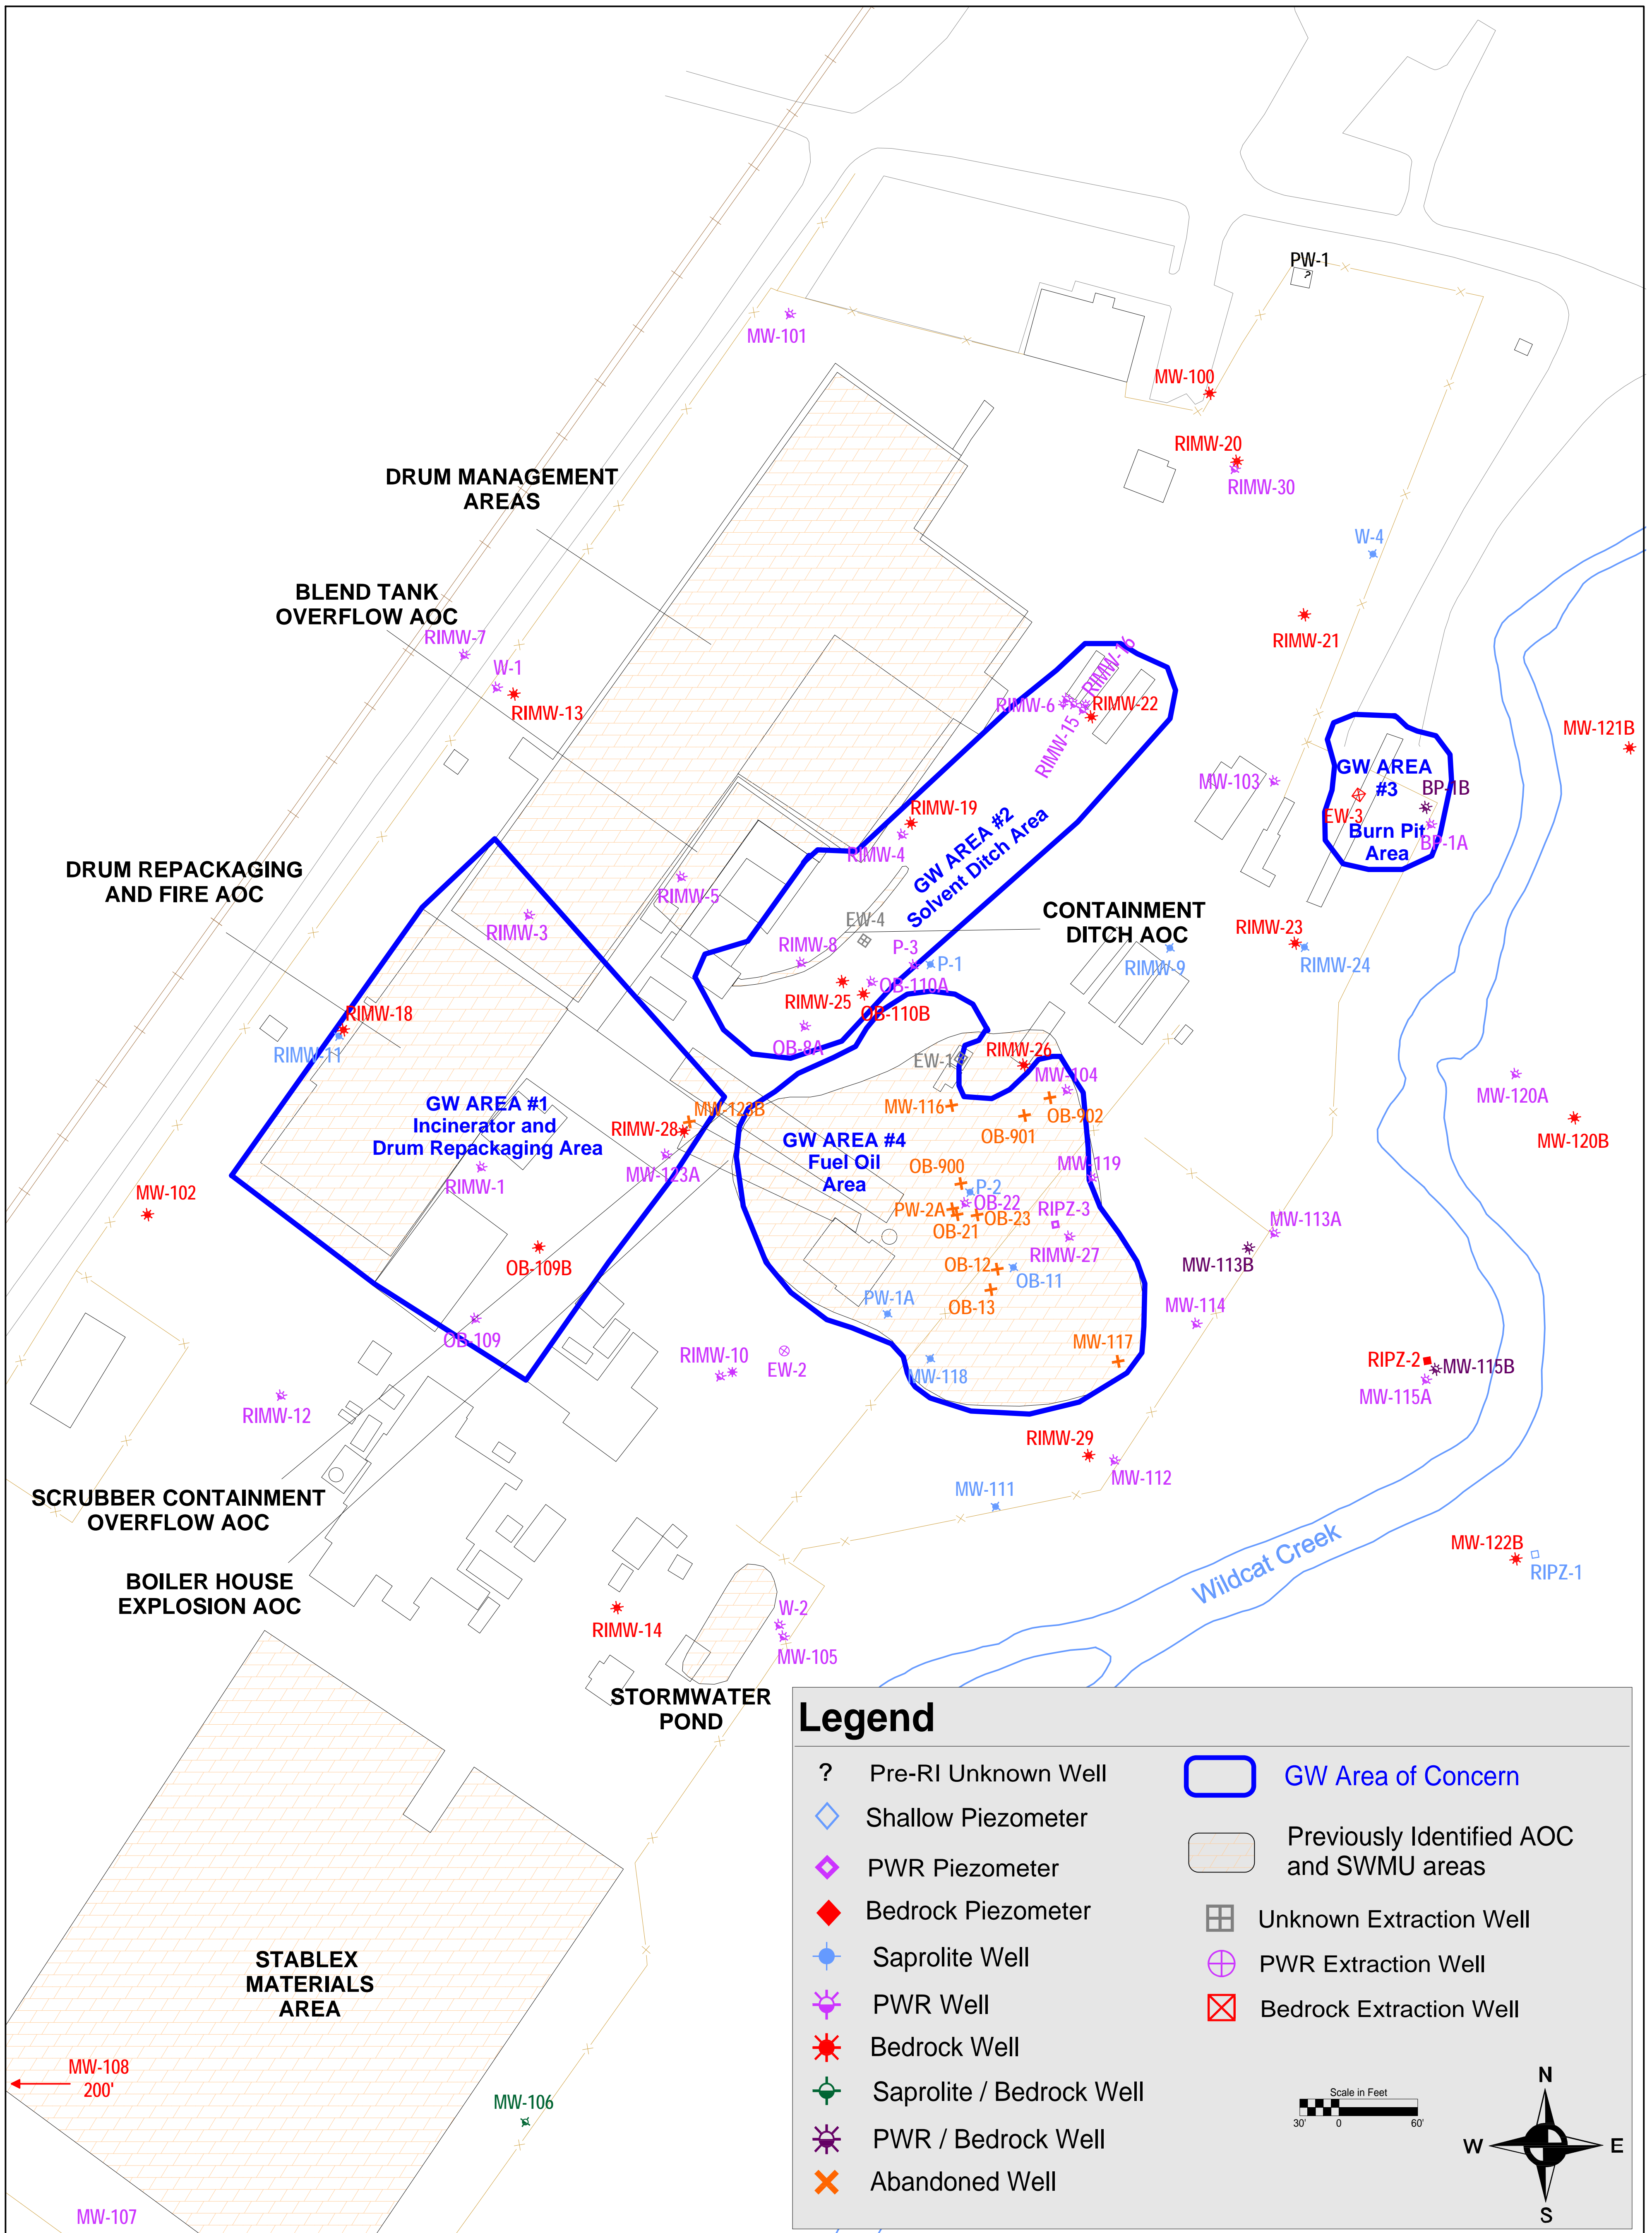 PW-1
MW-101
MW-100
RIMW-20
RIMW-30
DRUM MANAGEMENT
AREAS
W-4
BLEND TANK
OVERFLOW AOC
RIMW-7
W-1
RIMW-13
RIMW-21
RIMW-16
RIMW-6
RIMW-22
RIMW-15
MW-121B
MW-103
GW AREA
#3
BP-1B
EW-3
Burn Pit
Area
BP-1A
RIMW-19
RIMW-4
GW AREA #2
Solvent Ditch Area
DRUM REPACKAGING
AND FIRE AOC
RIMW-5
RIMW-3
EW-4
CONTAINMENT
DITCH AOC
RIMW-8
P-3
P-1
RIMW-9
RIMW-23
RIMW-24
OB-110A
RIMW-25
OB-110B
RIMW-18
RIMW-11
OB-8A
EW-1
RIMW-26
MW-104
MW-120A
MW-120B
GW AREA #1
Incinerator and
Drum Repackaging Area
MW-123B
RIMW-28
MW-123A
MW-116
OB-902
OB-901
GW AREA #4
Fuel Oil
Area
OB-900
MW-119
P-2
RIMW-1
MW-102
PW-2A
OB-22
OB-21
OB-23
RIPZ-3
RIMW-27
MW-113A
MW-113B
OB-109B
OB-12
OB-11
OB-13
PW-1A
MW-114
OB-109
RIMW-10
EW-2
MW-118
MW-117
RIPZ-2
MW-115B
MW-115A
RIMW-12
RIMW-29
MW-112
SCRUBBER CONTAINMENT
OVERFLOW AOC
MW-111
BOILER HOUSE
EXPLOSION AOC
Wildcat Creek
MW-122B
RIPZ-1
RIMW-14
W-2
MW-105
STORMWATER
POND
STABLEX
MATERIALS
AREA
MW-108
200'
MW-106
MW-107
Legend
? Pre-RI Unknown Well
Shallow Piezometer
PWR Piezometer
Bedrock Piezometer
Saprolite Well
PWR Well
Bedrock Well
Saprolite / Bedrock Well
PWR / Bedrock Well
Abandoned Well
GW Area of Concern
Previously Identified AOC
and SWMU areas
Unknown Extraction Well
PWR Extraction Well
Bedrock Extraction Well
Scale in Feet
30' 0 60'
N
W E
S